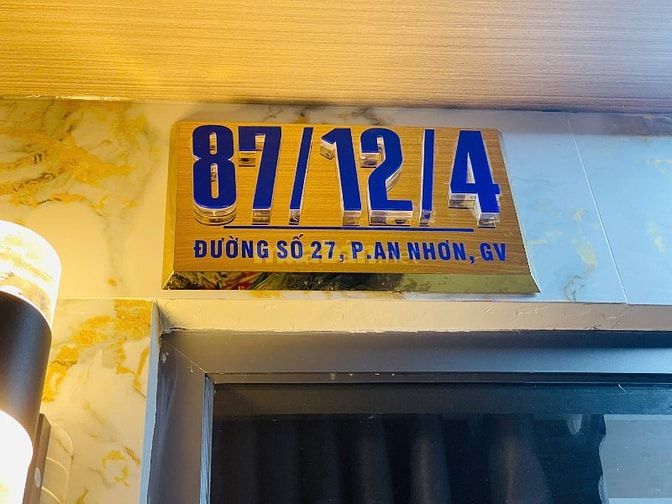 87/12/4
ĐƯỜNG SỐ 27, P.AN NHƠN, GV